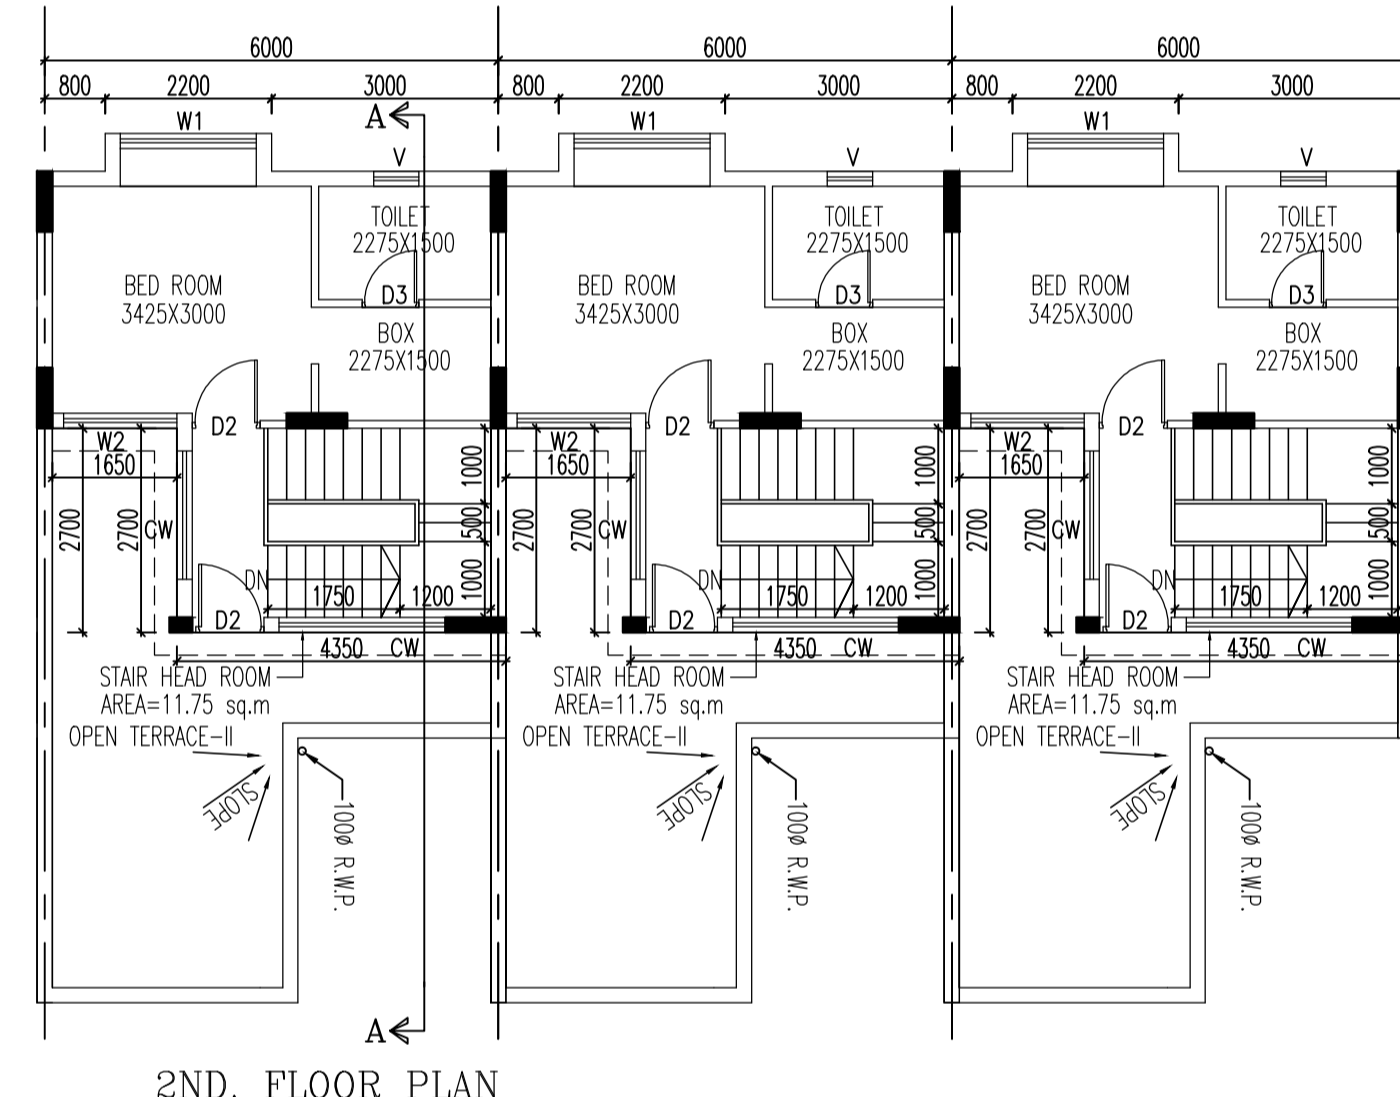 6000 6000 6000
800 2200 3000 800 2200 3000 800 2200 3000
A
W1 W1 W1
V V V
TOILET TOILET TOILET
2275X1500 2275X1500 2275X1500
BED ROOM BED ROOM BED ROOM
3425X3000 3425X3000 3425X3000
D3 D3 D3
BOX BOX BOX
2275X1500 2275X1500 2275X1500
D2 D2 D2
W2 W2 W2
1650 1650 1650
1000 1000 1000
2700 2700 CW 500 2700 2700 CW 500 2700 2700 CW 500
DN DN DN
1750 1200 1000 1750 1200 1000 1750 1200 1000
D2 D2 D2
4350 CW 4350 CW 4350 CW
STAIR HEAD ROOM STAIR HEAD ROOM STAIR HEAD ROOM
AREA=11.75 sq.m AREA=11.75 sq.m AREA=11.75 sq.m
OPEN TERRACE-II OPEN TERRACE-II OPEN TERRACE-II
SLOPE SLOPE SLOPE
100ø R.W.P. 100ø R.W.P. 100ø R.W.P.
A
2ND. FLOOR PLAN